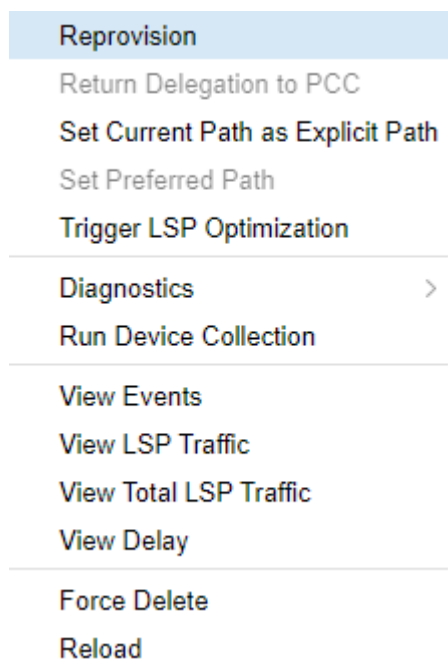 Reprovision
Return Delegation to PCC
Set Current Path as Explicit Path
Set Preferred Path
Trigger LSP Optimization
Diagnostics
Run Device Collection
View Events
View LSP Traffic
View Total LSP Traffic
View Delay
Force Delete
Reload